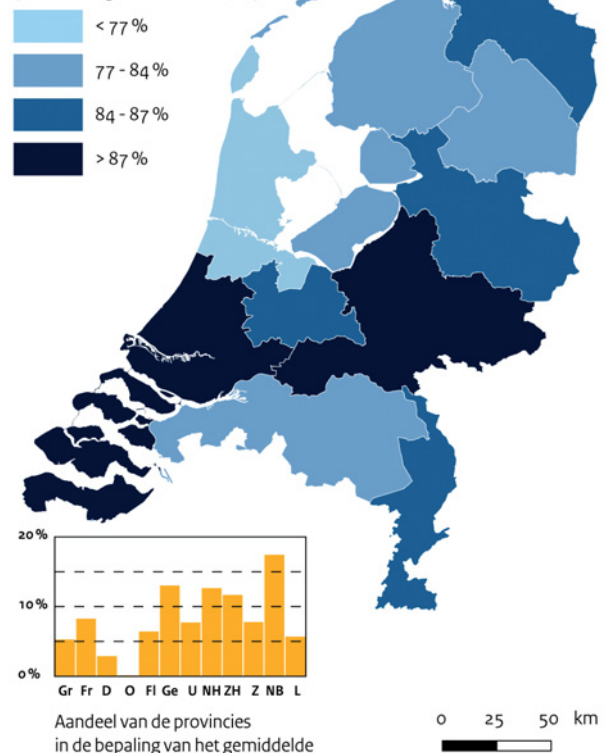 < 77 %
77 - 84 %
84 - 87 %
> 87 %
20 %
10 %
0 %
Gr Fr D O Fl Ge U NH ZH Z NB L
Aandeel van de provincies
in de bepaling van het gemiddelde
0 25 50 km